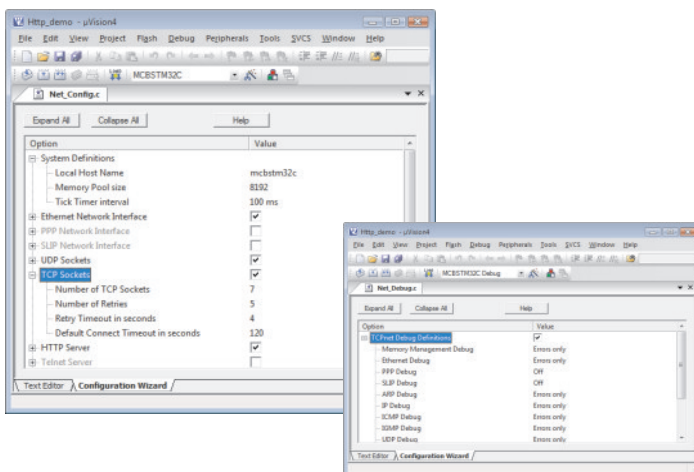 Http_demo - µVision4
File Edit View Project Flash Debug Peripherals Tools SVCS Window Help
MCBSTM32C
Net_Config.c
Expand All Collapse All Help
Option Value
System Definitions
Local Host Name mcbstm32c
Memory Pool size 8192
Tick Timer interval 100 ms
Ethernet Network Interface
PPP Network Interface
SLIP Network Interface
UDP Sockets
TCP Sockets
Number of TCP Sockets 7
Number of Retries 5
Retry Timeout in seconds 4
Default Connect Timeout in seconds 120
HTTP Server
Telnet Server
Text Editor Configuration Wizard
Http_demo - µVision4
File Edit View Project Flash Debug Peripherals Tools SVCS Window Help
MCBSTM32C Debug
Net_Debug.c
Expand All Collapse All Help
Option Value
TCPnet Debug Definitions
Memory Management Debug Errors only
Ethernet Debug Errors only
PPP Debug Off
SLIP Debug Off
ARP Debug Errors only
IP Debug Errors only
ICMP Debug Errors only
IGMP Debug Errors only
UDP Debug Errors only
Text Editor Configuration Wizard